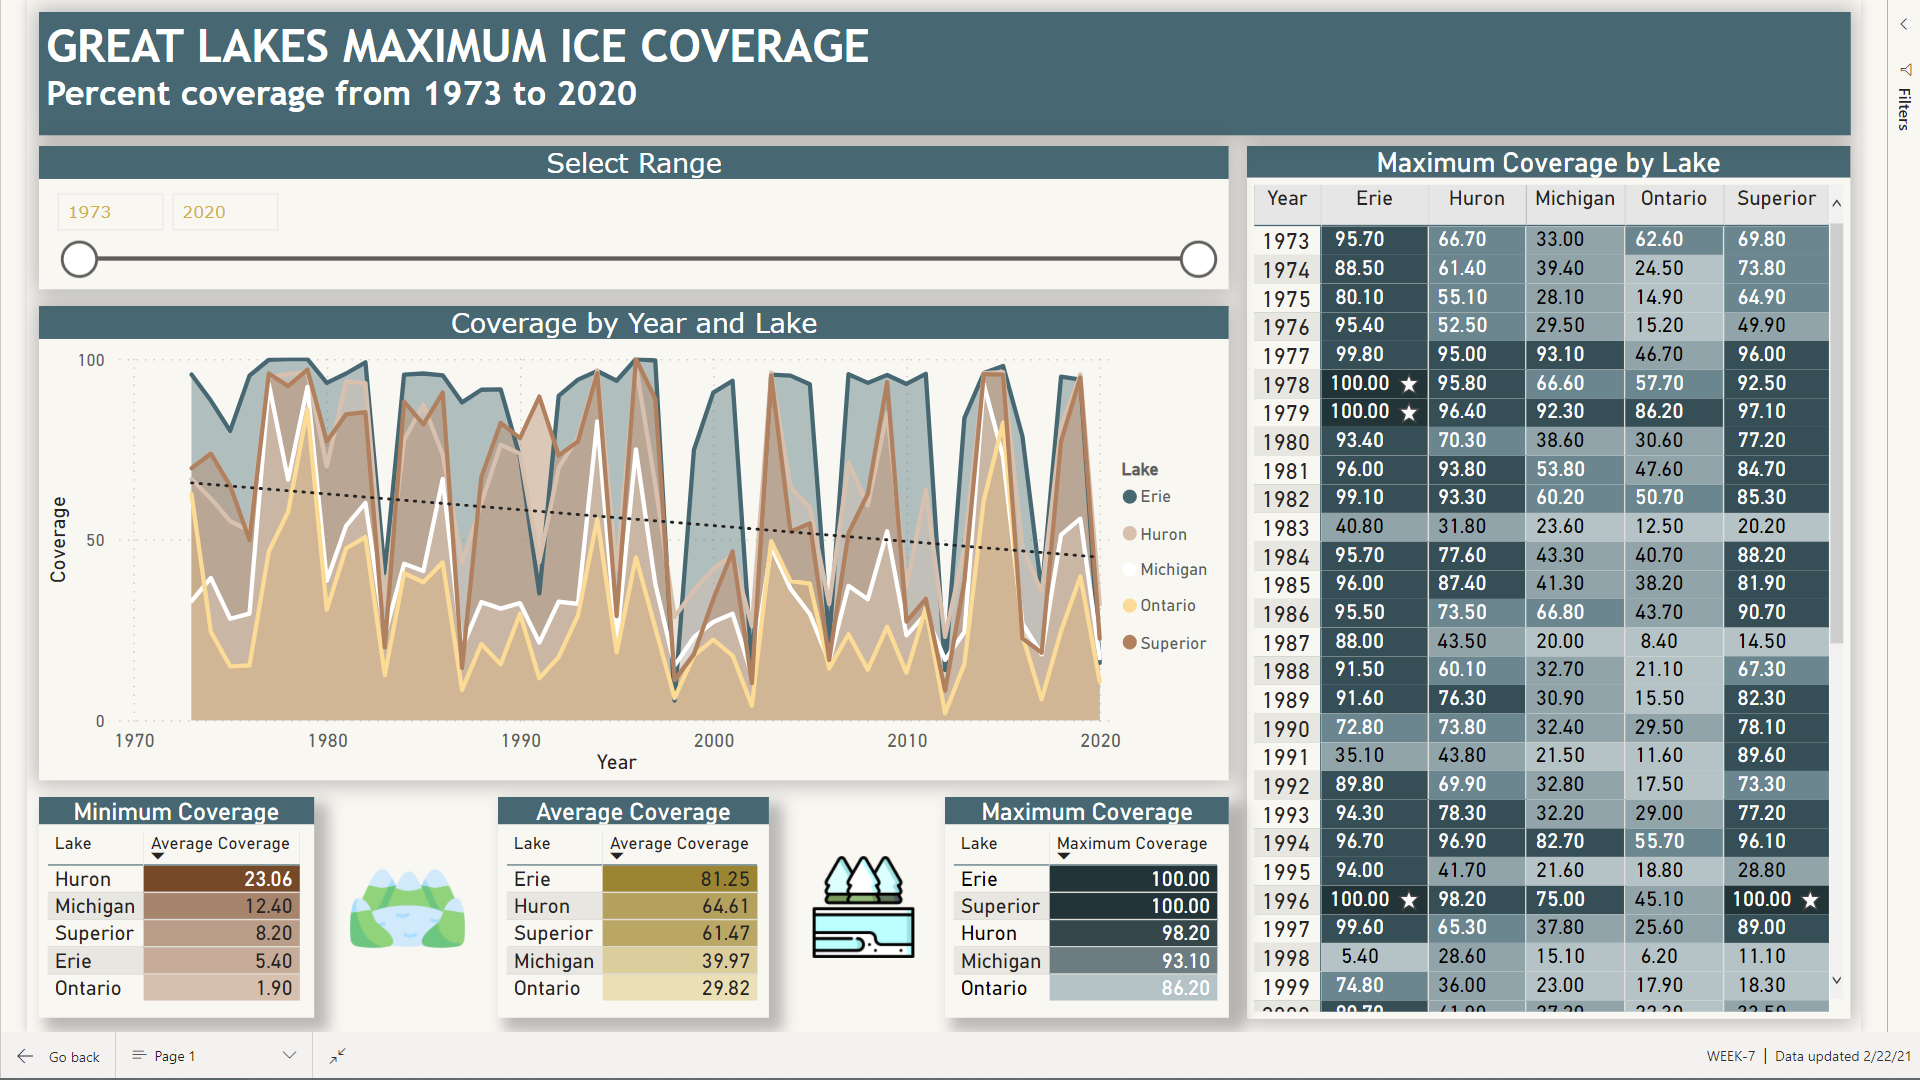 GREAT LAKES MAXIMUM ICE COVERAGE
Percent coverage from 1973 to 2020
Filters
Select Range
1973 2020
Coverage by Year and Lake
100
50
0
Coverage
1970 1980 1990 2000 2010 2020
Year
Lake
Erie
Huron
Michigan
Ontario
Superior
Maximum Coverage by Lake
Year Erie Huron Michigan Ontario Superior
1973 95.70 66.70 33.00 62.60 69.80
1974 88.50 61.40 39.40 24.50 73.80
1975 80.10 55.10 28.10 14.90 64.90
1976 95.40 52.50 29.50 15.20 49.90
1977 99.80 95.00 93.10 46.70 96.00
1978 100.00 95.80 66.60 57.70 92.50
1979 100.00 96.40 92.30 86.20 97.10
1980 93.40 70.30 38.60 30.60 77.20
1981 96.00 93.80 53.80 47.60 84.70
1982 99.10 93.30 60.20 50.70 85.30
1983 40.80 31.80 23.60 12.50 20.20
1984 95.70 77.60 43.30 40.70 88.20
1985 96.00 87.40 41.30 38.20 81.90
1986 95.50 73.50 66.80 43.70 90.70
1987 88.00 43.50 20.00 8.40 14.50
1988 91.50 60.10 32.70 21.10 67.30
1989 91.60 76.30 30.90 15.50 82.30
1990 72.80 73.80 32.40 29.50 78.10
1991 35.10 43.80 21.50 11.60 89.60
1992 89.80 69.90 32.80 17.50 73.30
1993 94.30 78.30 32.20 29.00 77.20
1994 96.70 96.90 82.70 55.70 96.10
1995 94.00 41.70 21.60 18.80 28.80
1996 100.00 98.20 75.00 45.10 100.00
1997 99.60 65.30 37.80 25.60 89.00
1998 5.40 28.60 15.10 6.20 11.10
1999 74.80 36.00 23.00 17.90 18.30
Minimum Coverage
Lake Average Coverage
Huron 23.06
Michigan 12.40
Superior 8.20
Erie 5.40
Ontario 1.90
Average Coverage
Lake Average Coverage
Erie 81.25
Huron 64.61
Superior 61.47
Michigan 39.97
Ontario 29.82
Maximum Coverage
Lake Maximum Coverage
Erie 100.00
Superior 100.00
Huron 98.20
Michigan 93.10
Ontario 86.20
Go back Page 1 WEEK-7 | Data updated 2/22/21